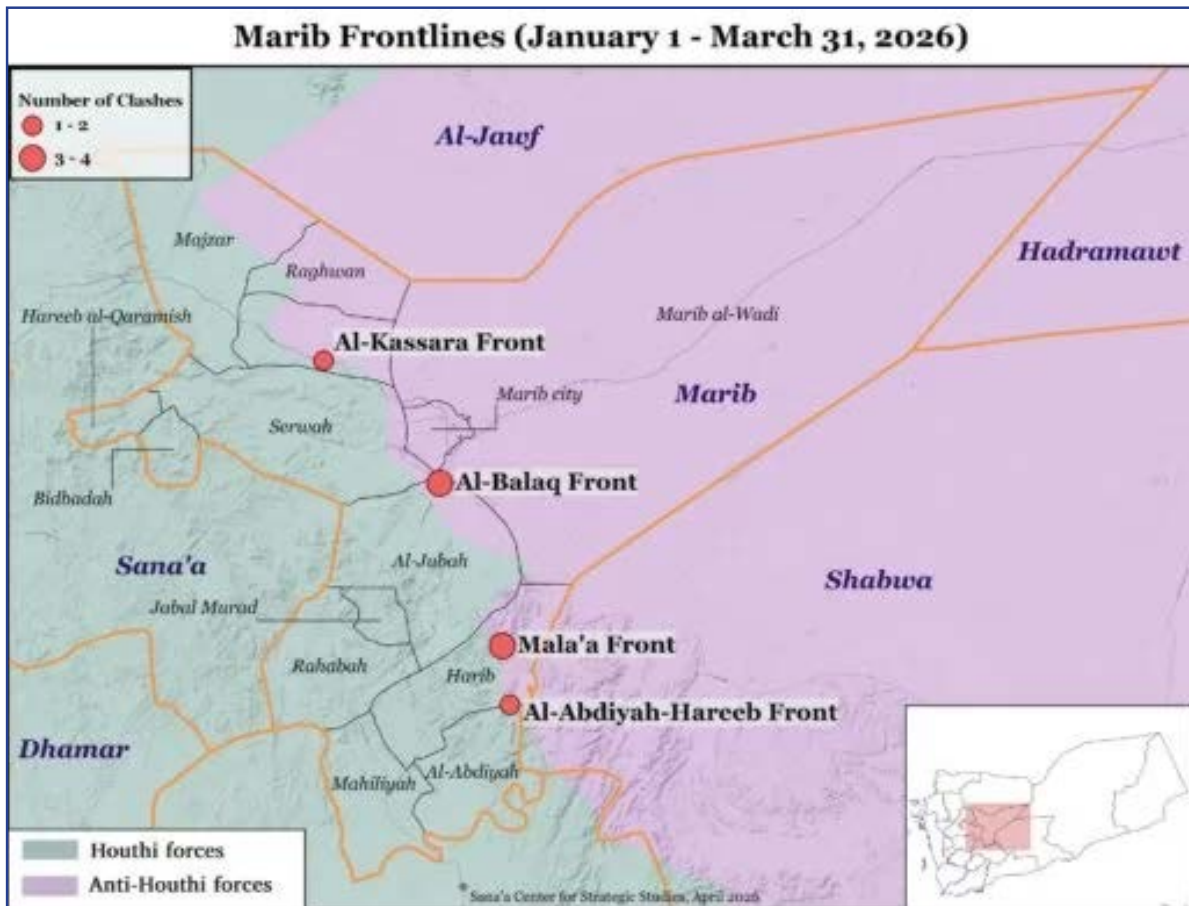 Marib Frontlines (January 1 - March 31, 2026)
Number of Clashes
1 - 2
3 - 4
Al-Jawf
Majzar
Raghwan
Hadramawt
Hareeb al-Qaramish
Marib al-Wadi
Al-Kassara Front
Marib
Marib city
Serwah
Al-Balaq Front
Bidbadah
Sana'a
Al-Jubah
Shabwa
Jabal Murad
Mala'a Front
Rahabah
Harib
Al-Abdiyah-Hareeb Front
Dhamar
Mahiliyah
Al-Abdiyah
Houthi forces
Anti-Houthi forces
Sana'a Center for Strategic Studies, April 2026